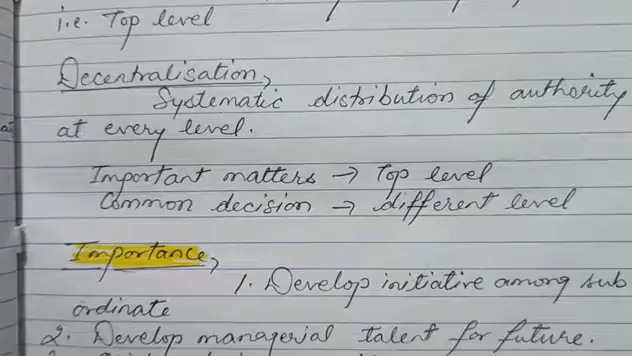 i.e. Top level
Decentralisation,
Systematic distribution of authority
at every level.
Important matters → Top level
Common decision → different level
Importance,
1. Develop initiative among sub
ordinate
2. Develop managerial talent for future.